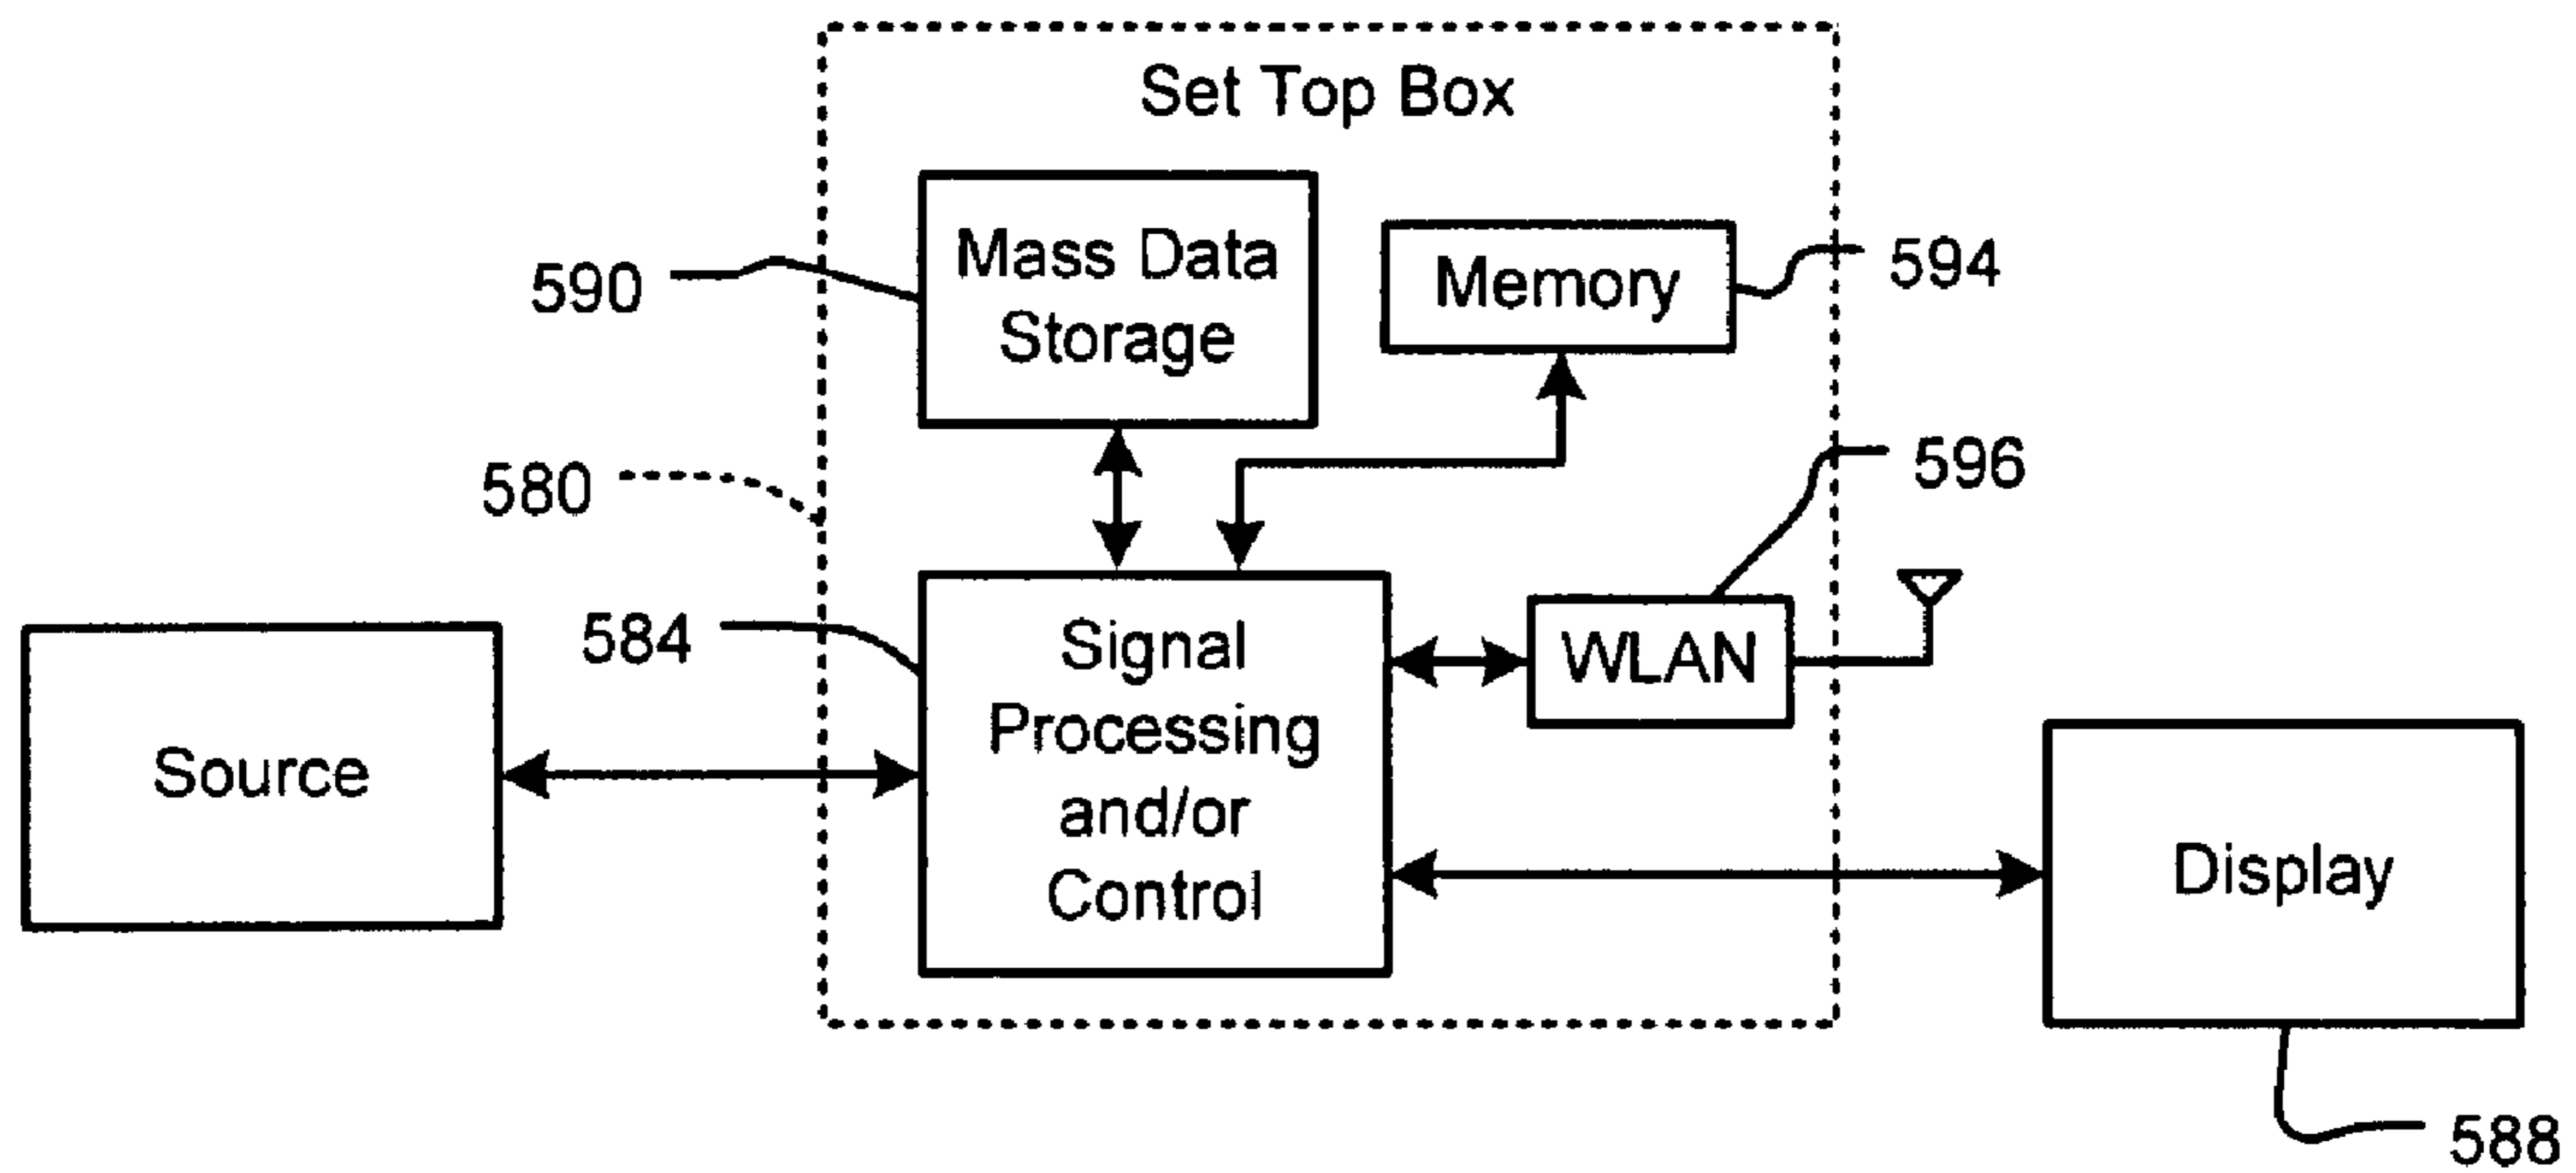 Set Top Box
Mass Data
Storage
Memory
590
594
580
596
584
Signal
Processing
and/or
Control
WLAN
Source
Display
588